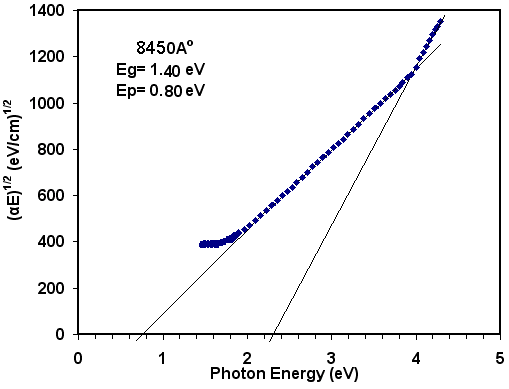 1400
1200
1000
800
600
400
200
0
(αE)1/2 (eV/cm)1/2
8450Aº
Eg= 1.40 eV
Ep= 0.80 eV
0 1 2 3 4 5
Photon Energy (eV)